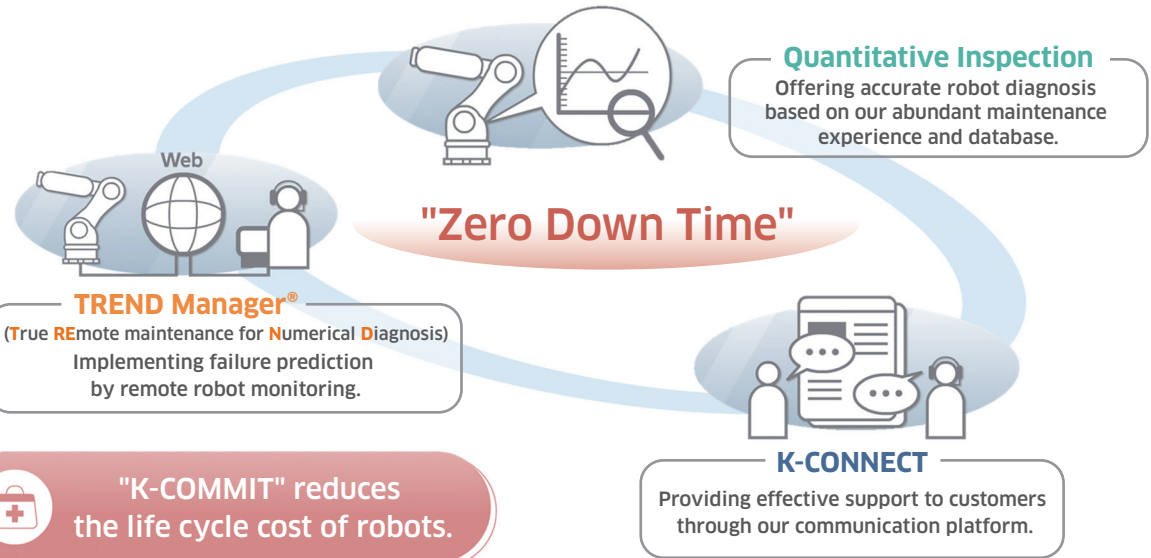 Quantitative Inspection
Offering accurate robot diagnosis
based on our abundant maintenance
experience and database.
Web
"Zero Down Time"
TREND Manager®
(True REmote maintenance for Numerical Diagnosis)
Implementing failure prediction
by remote robot monitoring.
K-CONNECT
Providing effective support to customers
through our communication platform.
"K-COMMIT" reduces
the life cycle cost of robots.